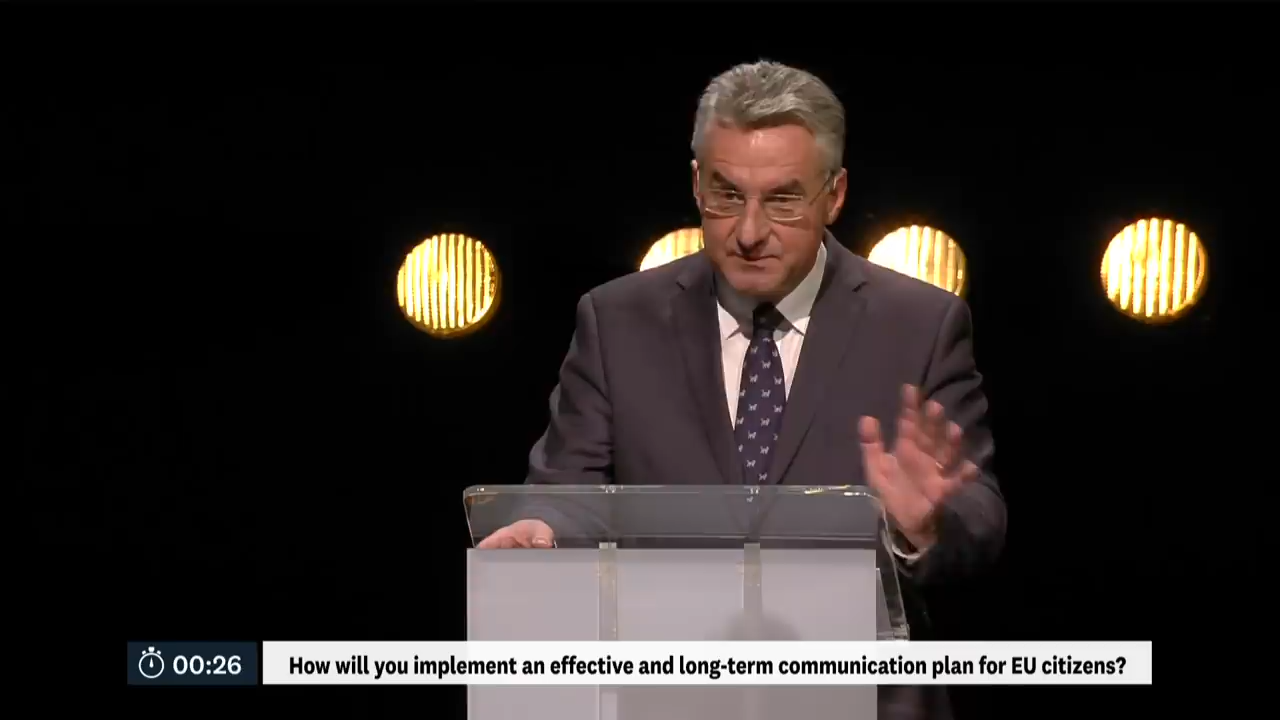 00:26
How will you implement an effective and long-term communication plan for EU citizens?